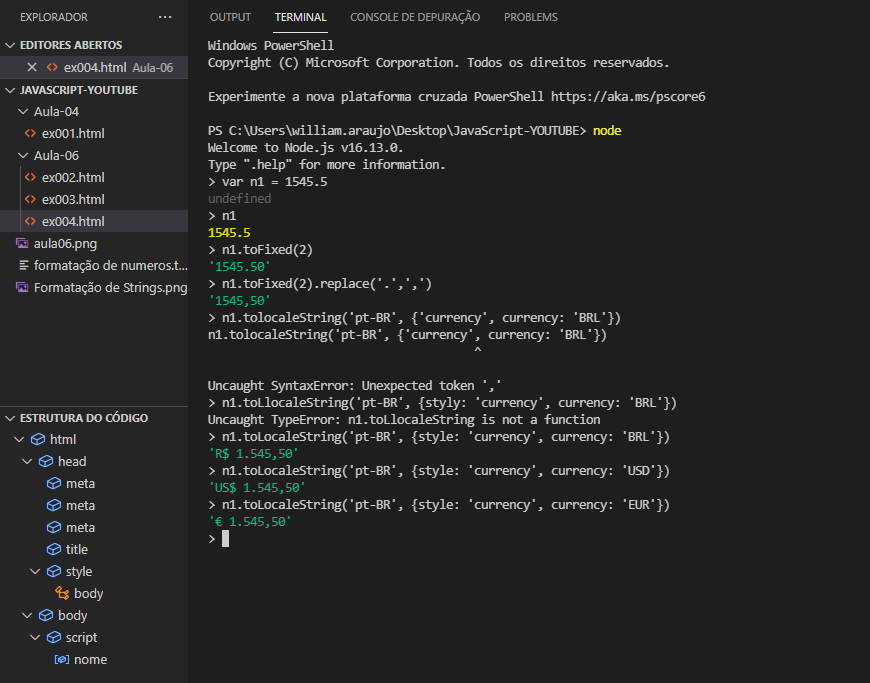 EXPLORADOR
EDITORES ABERTOS
ex004.html Aula-06
JAVASCRIPT-YOUTUBE
Aula-04
ex001.html
Aula-06
ex002.html
ex003.html
ex004.html
aula06.png
formatação de numeros.t...
Formatação de Strings.png
ESTRUTURA DO CÓDIGO
html
head
meta
meta
meta
title
style
body
body
script
nome
OUTPUT TERMINAL CONSOLE DE DEPURAÇÃO PROBLEMS
Windows PowerShell
Copyright (C) Microsoft Corporation. Todos os direitos reservados.
Experimente a nova plataforma cruzada PowerShell https://aka.ms/pscore6
PS C:\Users\william.araujo\Desktop\JavaScript-YOUTUBE> node
Welcome to Node.js v16.13.0.
Type ".help" for more information.
> var n1 = 1545.5
undefined
> n1
1545.5
> n1.toFixed(2)
'1545.50'
> n1.toFixed(2).replace('.',',')
'1545,50'
> n1.tolocaleString('pt-BR', {'currency', currency: 'BRL'})
n1.tolocaleString('pt-BR', {'currency', currency: 'BRL'})
^
Uncaught SyntaxError: Unexpected token ','
> n1.toLlocaleString('pt-BR', {styly: 'currency', currency: 'BRL'})
Uncaught TypeError: n1.toLlocaleString is not a function
> n1.toLocaleString('pt-BR', {style: 'currency', currency: 'BRL'})
'R$ 1.545,50'
> n1.toLocaleString('pt-BR', {style: 'currency', currency: 'USD'})
'US$ 1.545,50'
> n1.toLocaleString('pt-BR', {style: 'currency', currency: 'EUR'})
'€ 1.545,50'
>